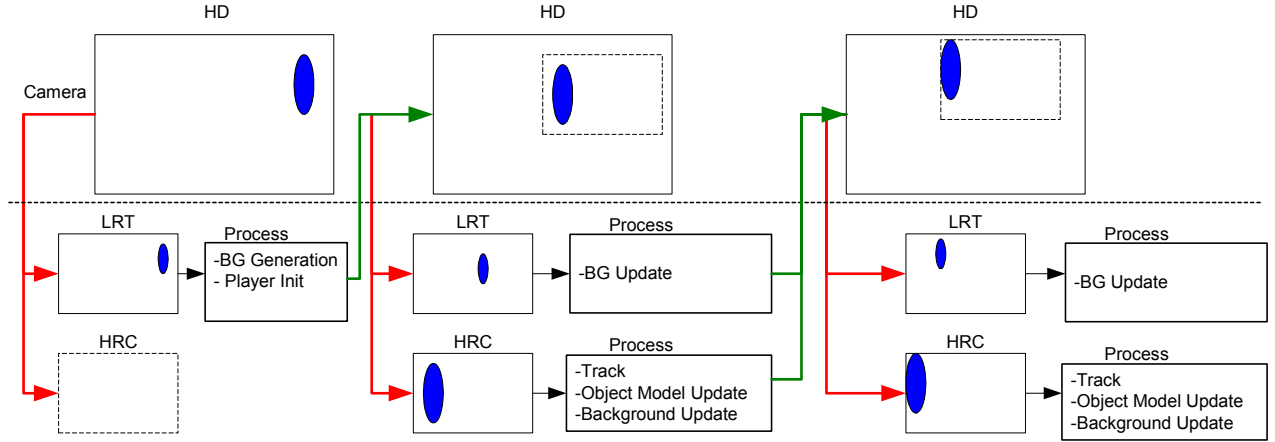 HD
HD
HD
Camera
LRT
Process
-BG Generation
- Player Init
LRT
Process
-BG Update
LRT
Process
-BG Update
HRC
HRC
Process
-Track
-Object Model Update
-Background Update
HRC
Process
-Track
-Object Model Update
-Background Update